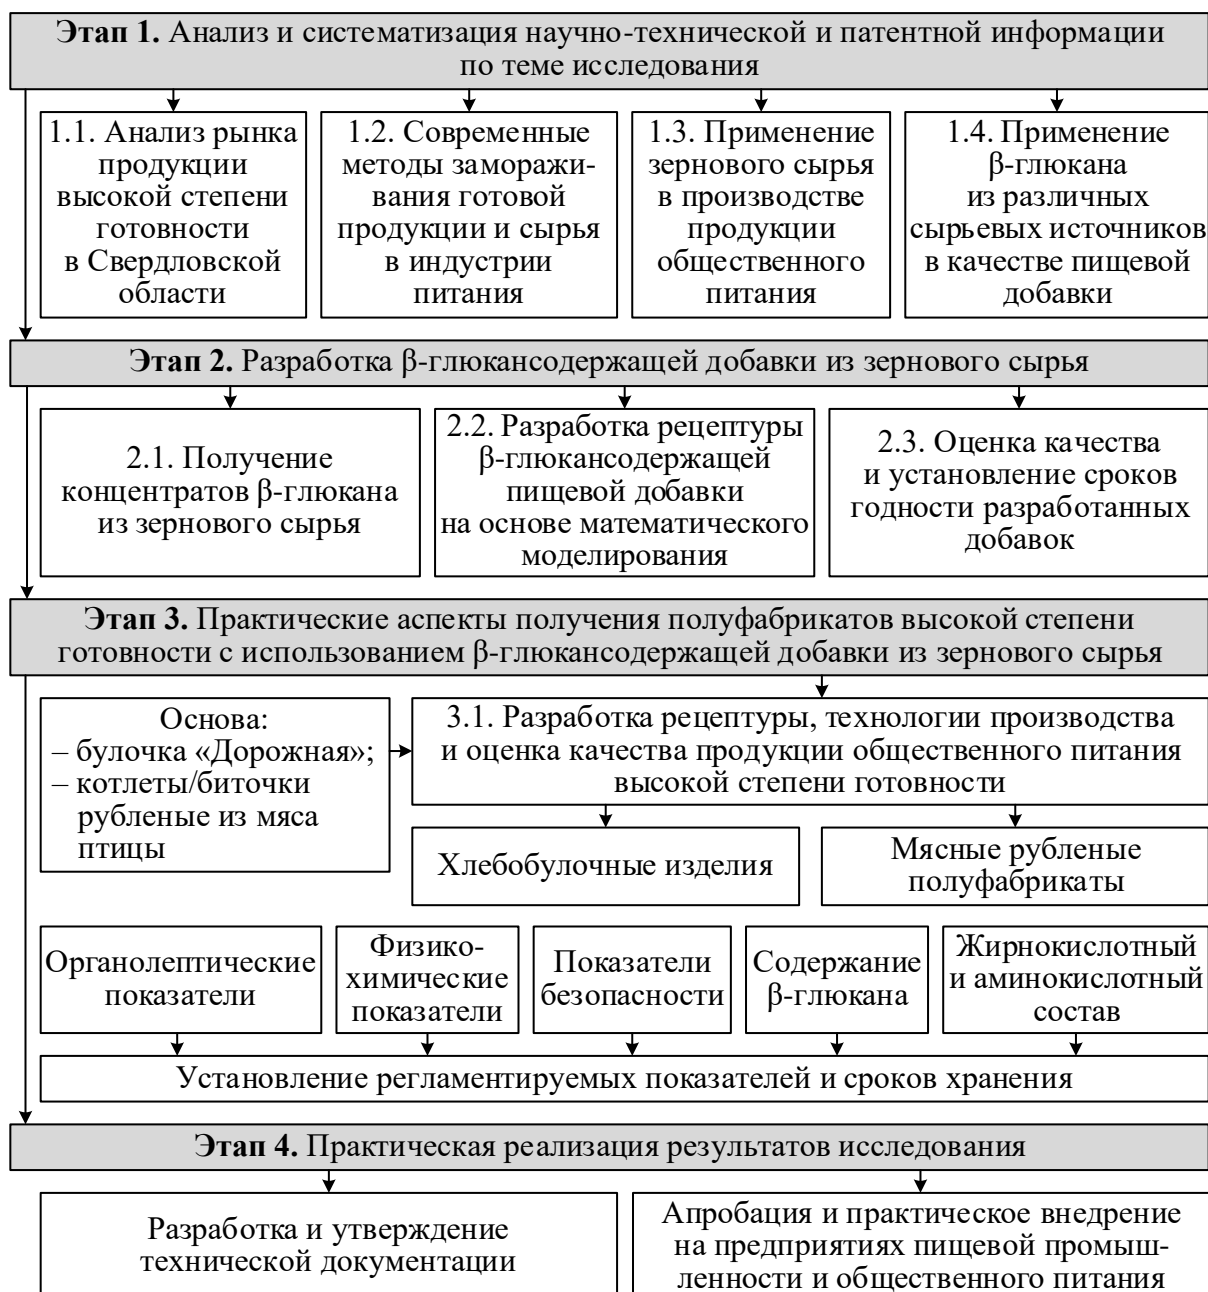 Этап 1. Анализ и систематизация научно-технической и патентной информации
по теме исследования
1.1. Анализ рынка
продукции
высокой степени
готовности
в Свердловской
области
1.2. Современные
методы заморажи-
вания готовой
продукции и сырья
в индустрии
питания
1.3. Применение
зернового сырья
в производстве
продукции
общественного
питания
1.4. Применение
β-глюкана
из различных
сырьевых источников
в качестве пищевой
добавки
Этап 2. Разработка β-глюкансодержащей добавки из зернового сырья
2.1. Получение
концентратов β-глюкана
из зернового сырья
2.2. Разработка рецептуры
β-глюкансодержащей
пищевой добавки
на основе математического
моделирования
2.3. Оценка качества
и установление сроков
годности разработанных
добавок
Этап 3. Практические аспекты получения полуфабрикатов высокой степени
готовности с использованием β-глюкансодержащей добавки из зернового сырья
Основа:
– булочка «Дорожная»;
– котлеты/биточки
рубленые из мяса
птицы
3.1. Разработка рецептуры, технологии производства
и оценка качества продукции общественного питания
высокой степени готовности
Хлебобулочные изделия
Мясные рубленые
полуфабрикаты
Органолептические
показатели
Физико-
химические
показатели
Показатели
безопасности
Содержание
β-глюкана
Жирнокислотный
и аминокислотный
состав
Установление регламентируемых показателей и сроков хранения
Этап 4. Практическая реализация результатов исследования
Разработка и утверждение
технической документации
Апробация и практическое внедрение
на предприятиях пищевой промыш-
ленности и общественного питания